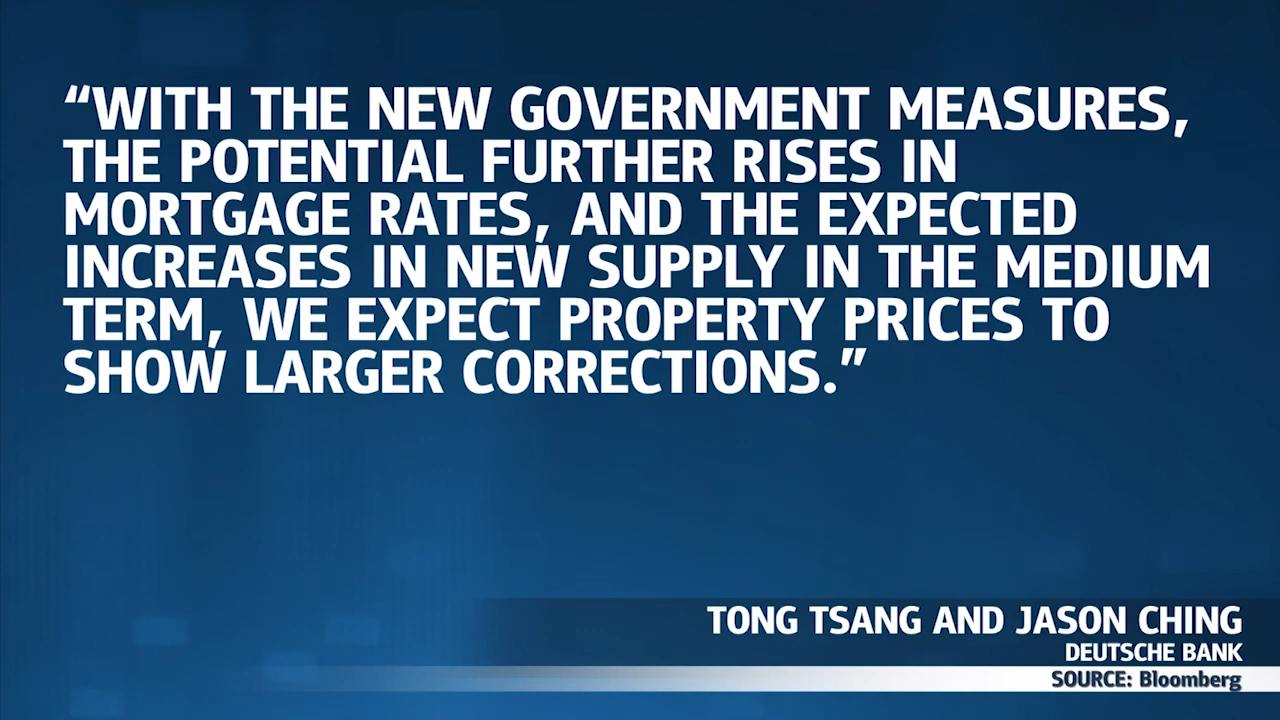 “WITH THE NEW GOVERNMENT MEASURES,
THE POTENTIAL FURTHER RISES IN
MORTGAGE RATES, AND THE EXPECTED
INCREASES IN NEW SUPPLY IN THE MEDIUM
TERM, WE EXPECT PROPERTY PRICES TO
SHOW LARGER CORRECTIONS.”
TONG TSANG AND JASON CHING
DEUTSCHE BANK
SOURCE: Bloomberg